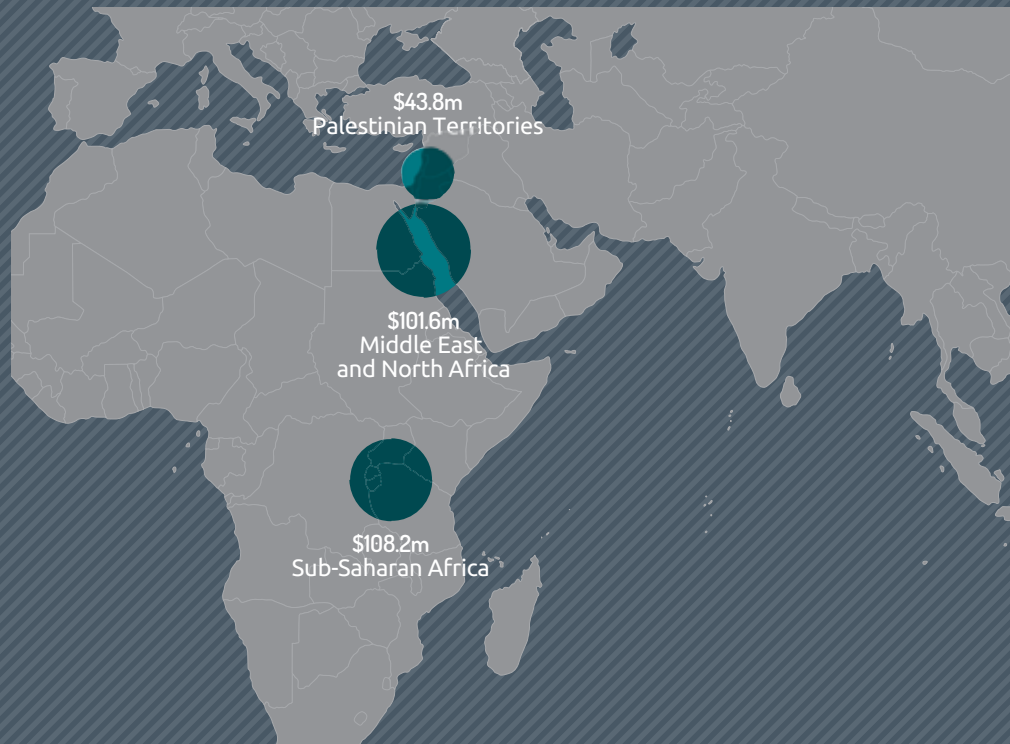 $43.8m
Palestinian Territories
$101.6m
Middle East
and North Africa
$108.2m
Sub-Saharan Africa